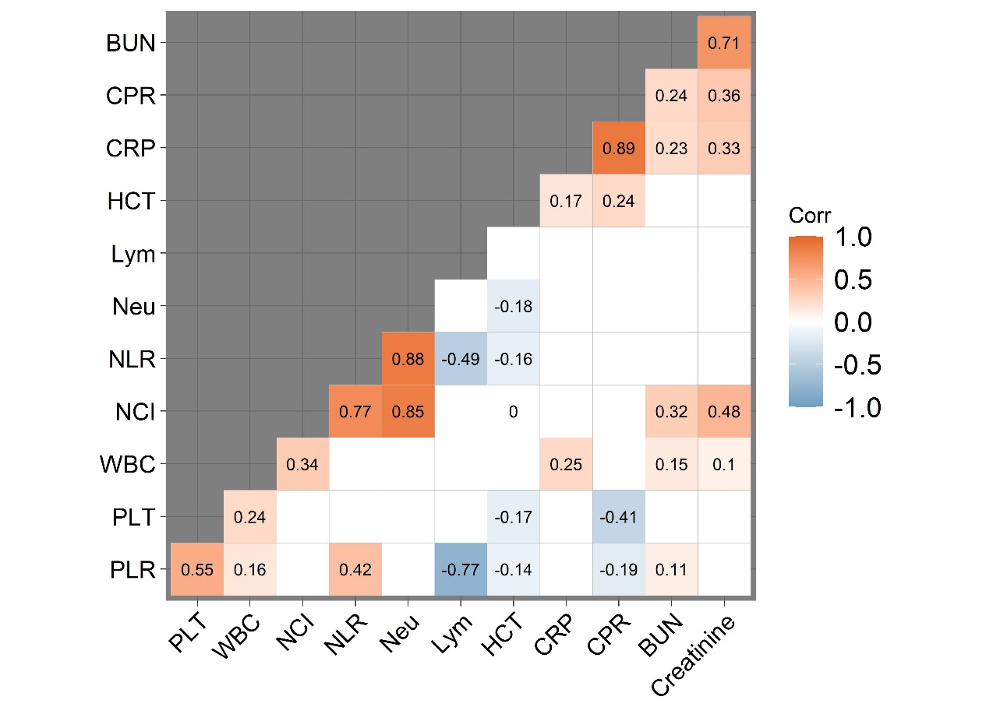 BUN 0.71
CPR 0.24 0.36
CRP 0.89 0.23 0.33
HCT 0.17 0.24
Lym
Neu -0.18
NLR 0.88 -0.49 -0.16
NCI 0.77 0.85 0 0.32 0.48
WBC 0.34 0.25 0.15 0.1
PLT 0.24 -0.17 -0.41
PLR 0.55 0.16 0.42 -0.77 -0.14 -0.19 0.11
PLT WBC NCI NLR Neu Lym HCT CRP CPR BUN Creatinine
Corr
1.0
0.5
0.0
-0.5
-1.0